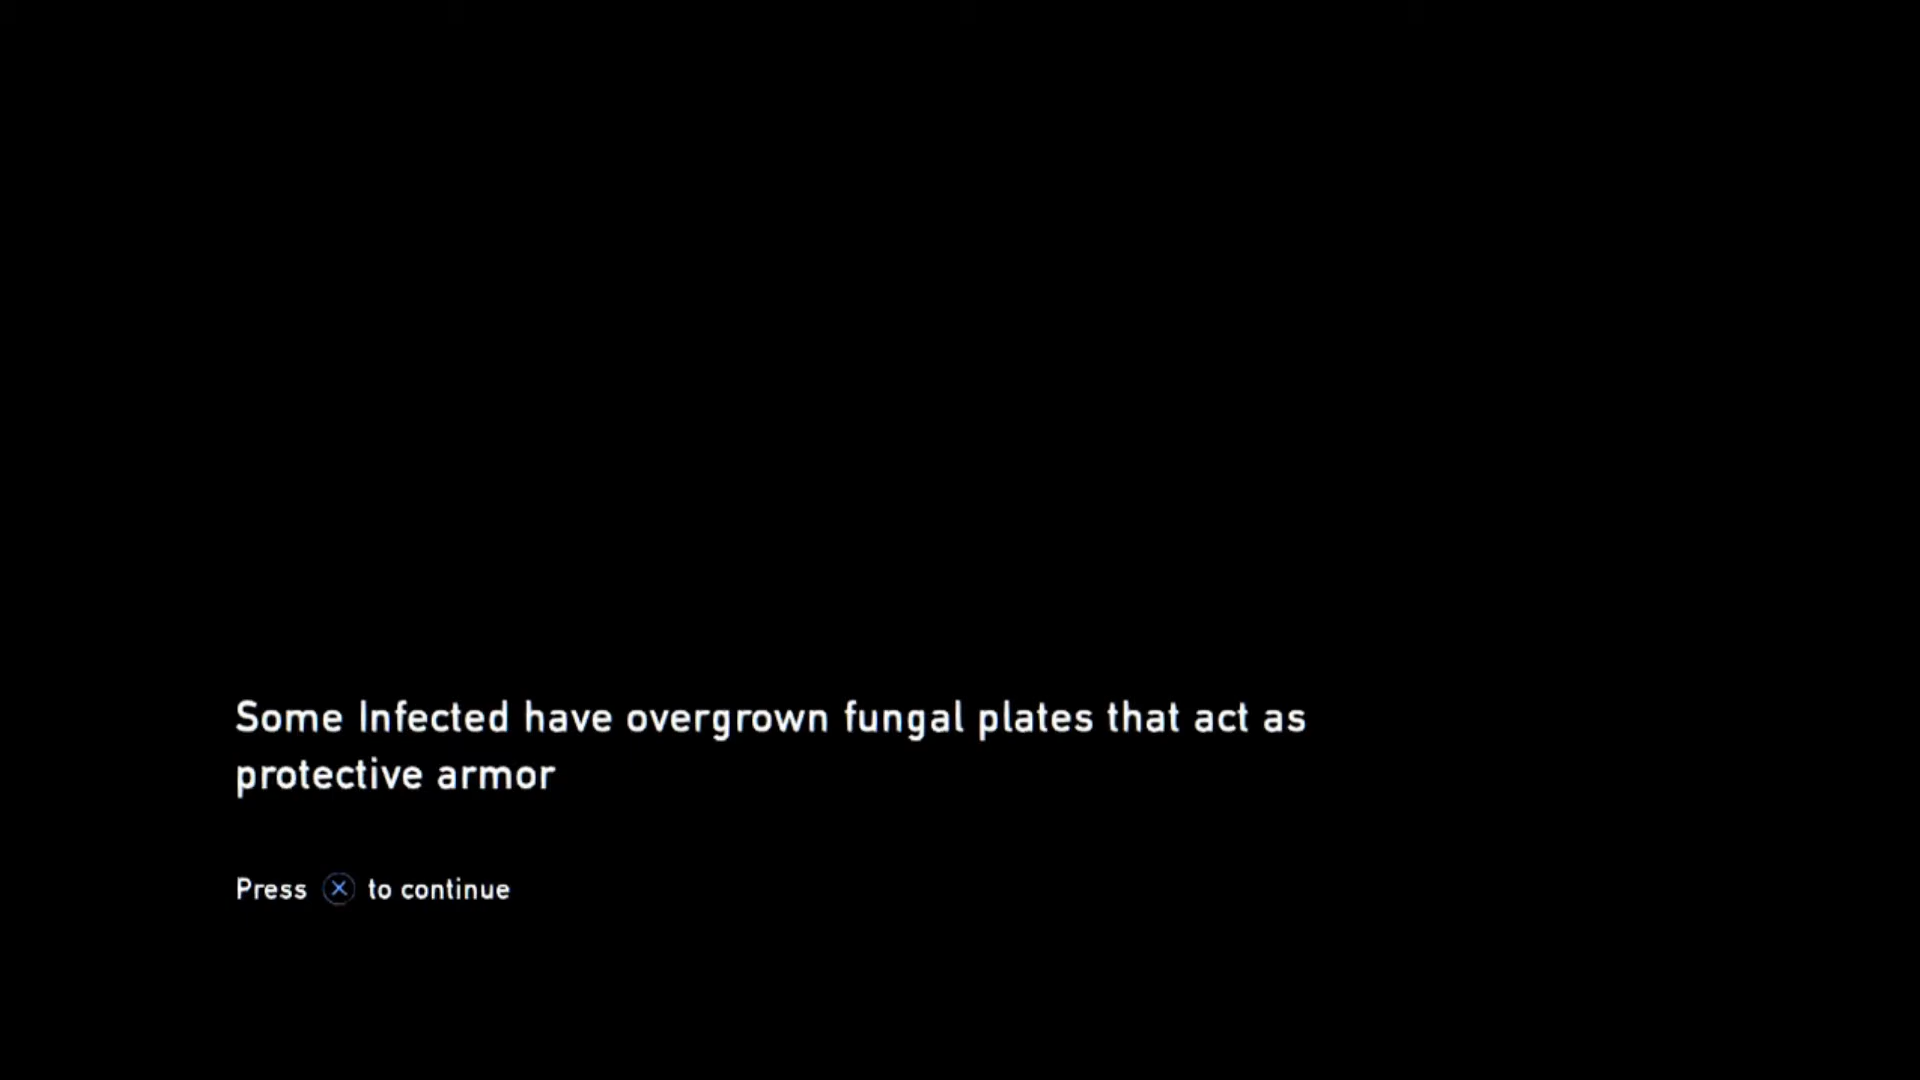 Some Infected have overgrown fungal plates that act as
protective armor
Press ⓧ to continue